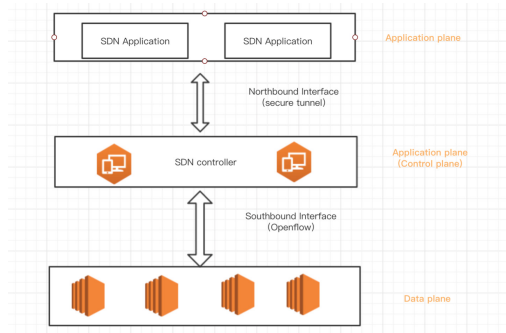 SDN Application
SDN Application
Application plane
Northbound Interface
(secure tunnel)
SDN controller
Application plane
(Control plane)
Southbound Interface
(Openflow)
Data plane